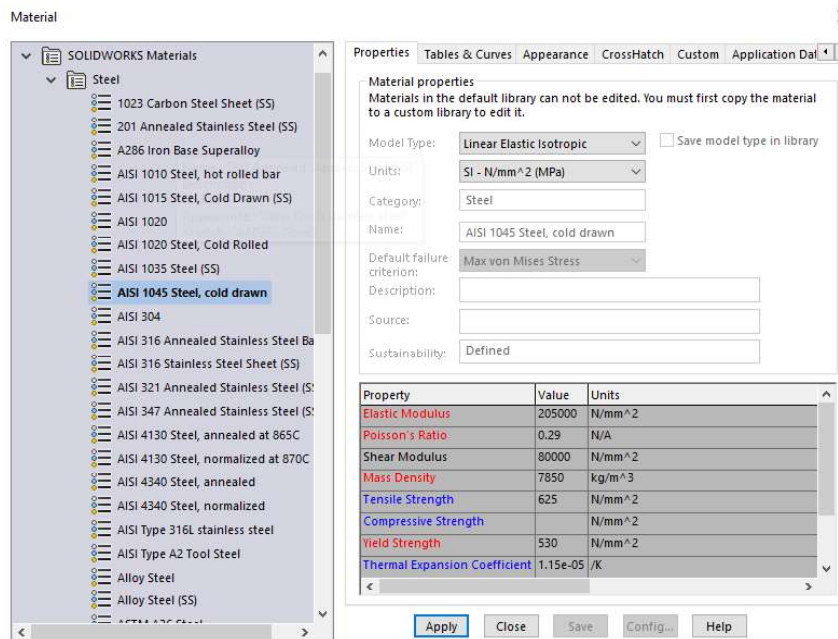 Material
SOLIDWORKS Materials
Steel
1023 Carbon Steel Sheet (SS)
201 Annealed Stainless Steel (SS)
A286 Iron Base Superalloy
AISI 1010 Steel, hot rolled bar
AISI 1015 Steel, Cold Drawn (SS)
AISI 1020
AISI 1020 Steel, Cold Rolled
AISI 1035 Steel (SS)
AISI 1045 Steel, cold drawn
AISI 304
AISI 316 Annealed Stainless Steel Ba
AISI 316 Stainless Steel Sheet (SS)
AISI 321 Annealed Stainless Steel (S
AISI 347 Annealed Stainless Steel (S
AISI 4130 Steel, annealed at 865C
AISI 4130 Steel, normalized at 870C
AISI 4340 Steel, annealed
AISI 4340 Steel, normalized
AISI Type 316L stainless steel
AISI Type A2 Tool Steel
Alloy Steel
Alloy Steel (SS)
ASTM A36 Steel
Properties Tables & Curves Appearance CrossHatch Custom Application Dat
Material properties
Materials in the default library can not be edited. You must first copy the material
to a custom library to edit it.
Model Type: Linear Elastic Isotropic Save model type in library
Units: SI - N/mm^2 (MPa)
Category: Steel
Name: AISI 1045 Steel, cold drawn
Default failure
criterion: Max von Mises Stress
Description:
Source:
Sustainability: Defined
Property Value Units
Elastic Modulus 205000 N/mm^2
Poisson's Ratio 0.29 N/A
Shear Modulus 80000 N/mm^2
Mass Density 7850 kg/m^3
Tensile Strength 625 N/mm^2
Compressive Strength N/mm^2
Yield Strength 530 N/mm^2
Thermal Expansion Coefficient 1.15e-05 /K
Apply Close Save Config... Help